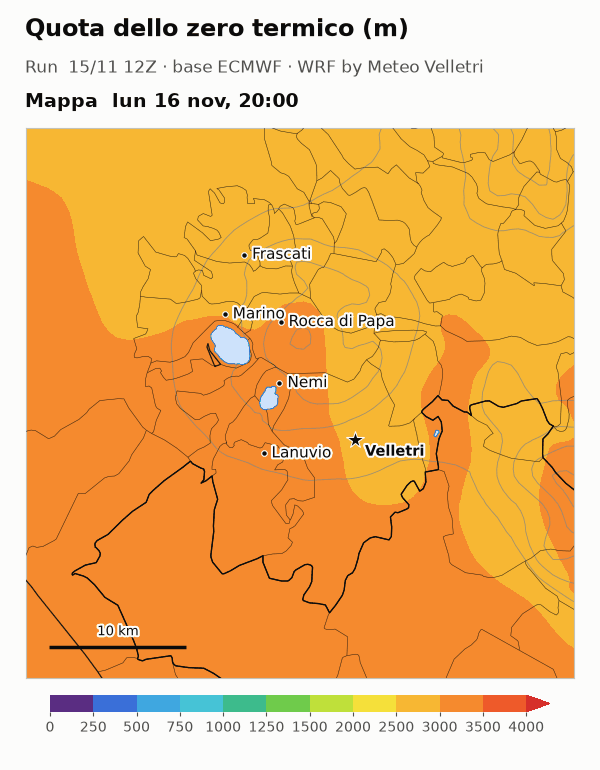 Quota dello zero termico (m)
Run  15/11 12Z · base ECMWF · WRF by Meteo Velletri
Mappa  lun 16 nov, 20:00
Frascati
Marino
Rocca di Papa
Nemi
Velletri
Lanuvio
10 km
0 250 500 750 1000 1250 1500 2000 2500 3000 3500 4000